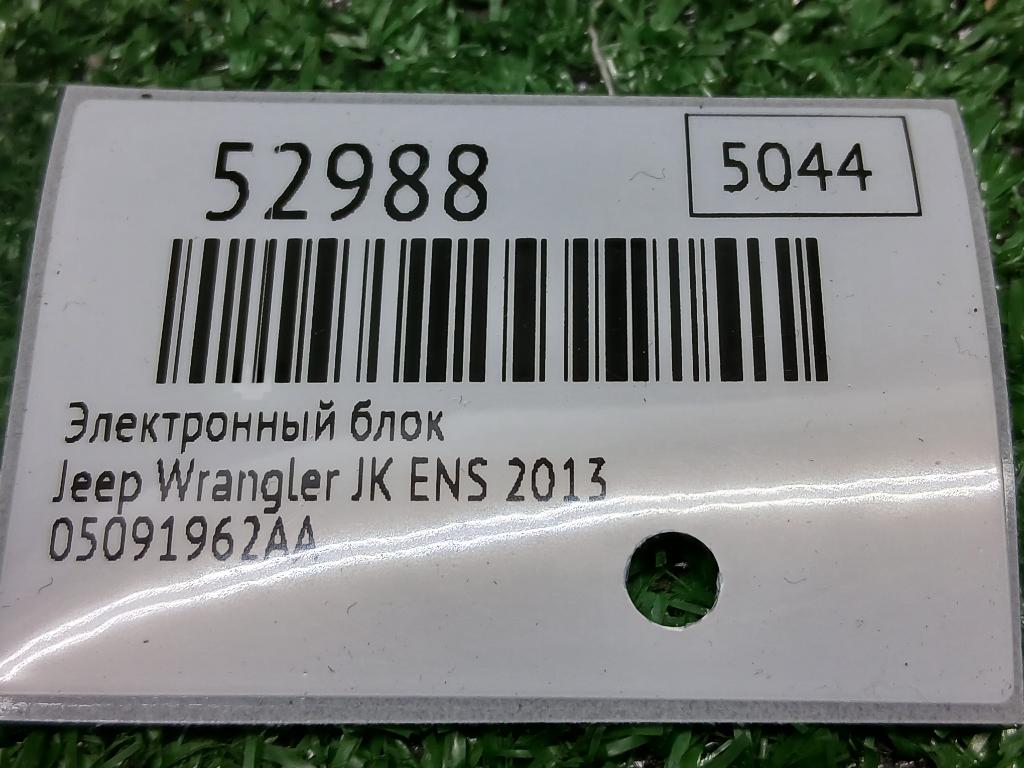 52988
5044
Электронный блок
Jeep Wrangler JK ENS 2013
05091962AA